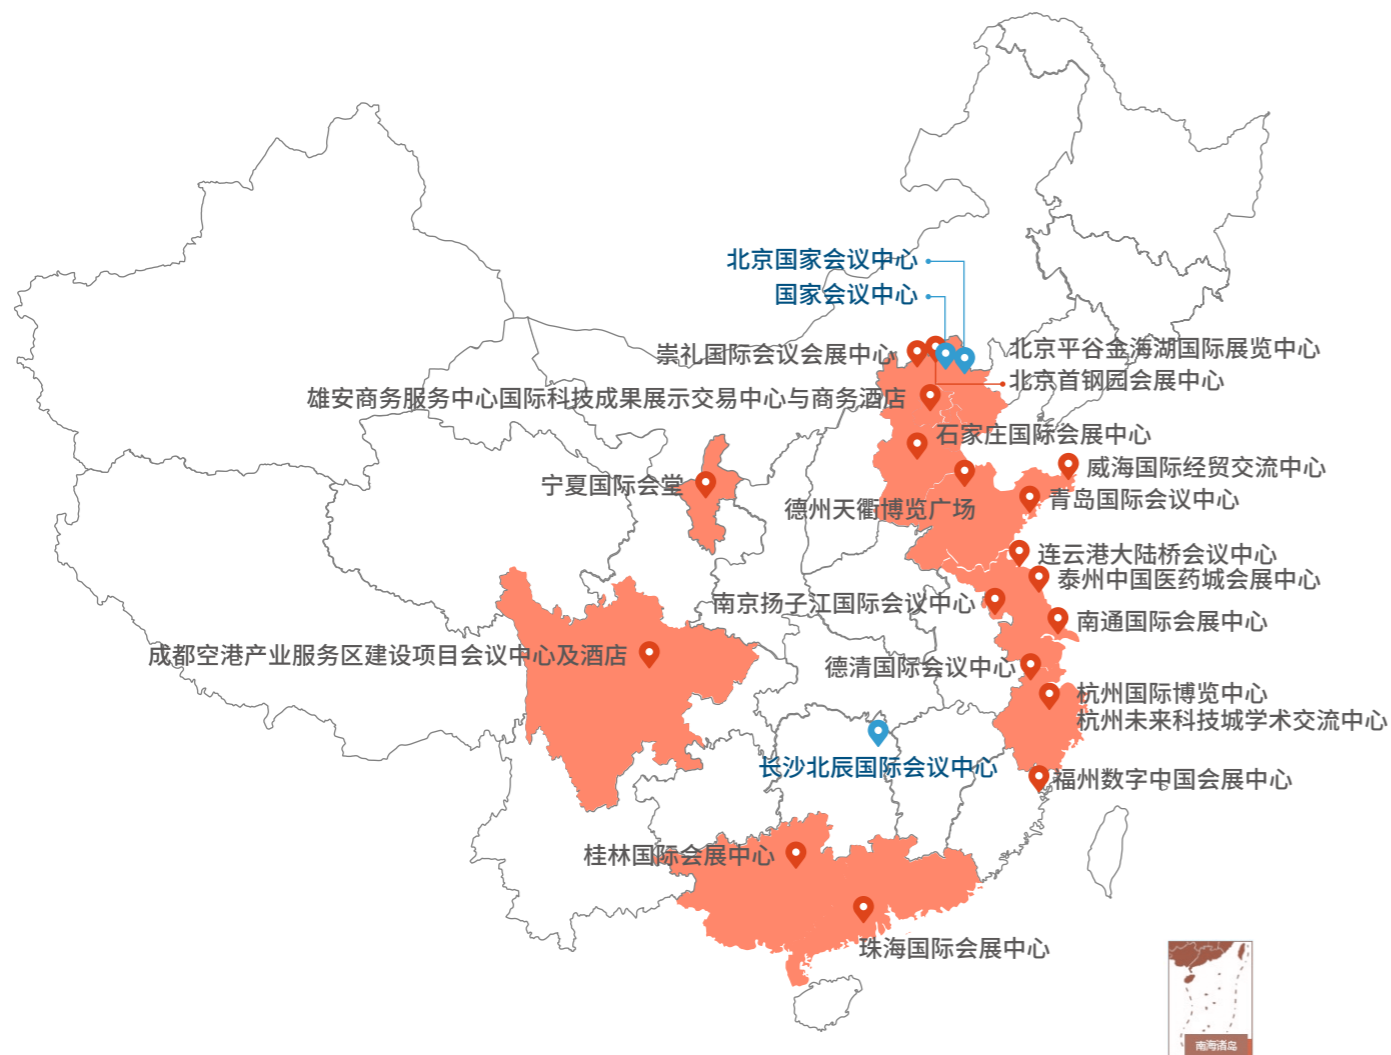 北京国家会议中心
国家会议中心
崇礼国际会议会展中心
北京平谷金海湖国际展览中心
北京首钢园会展中心
雄安商务服务中心国际科技成果展示交易中心与商务酒店
石家庄国际会展中心
威海国际经贸交流中心
宁夏国际会堂
青岛国际会议中心
德州天衢博览广场
连云港大陆桥会议中心
泰州中国医药城会展中心
南京扬子江国际会议中心
南通国际会展中心
成都空港产业服务区建设项目会议中心及酒店
德清国际会议中心
杭州国际博览中心
杭州未来科技城学术交流中心
长沙北辰国际会议中心
福州数字中国会展中心
桂林国际会展中心
珠海国际会展中心
南海诸岛